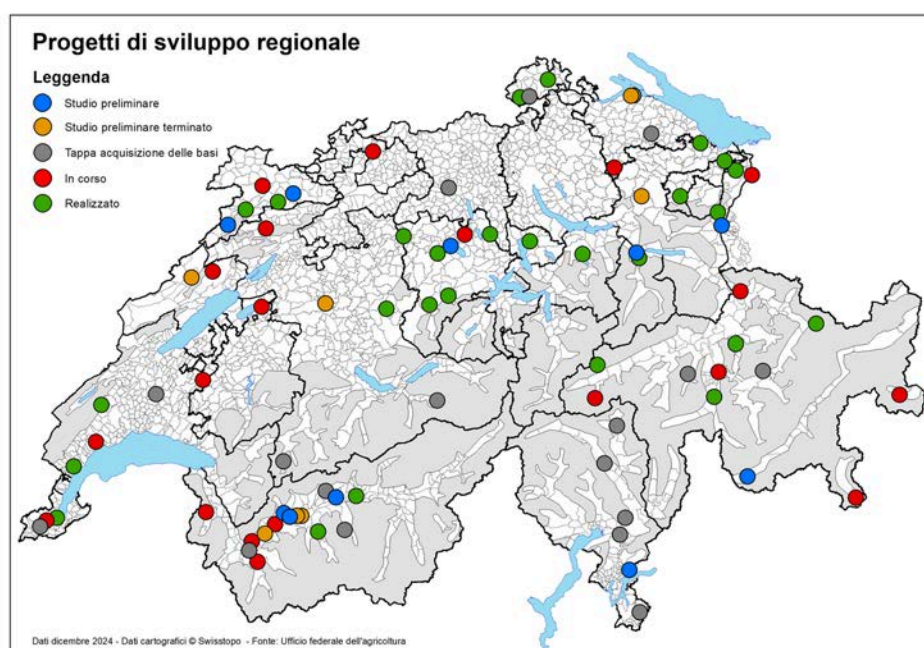 Progetti di sviluppo regionale
Leggenda
Studio preliminare
Studio preliminare terminato
Tappa acquisizione delle basi
In corso
Realizzato
Dati dicembre 2024 - Dati cartografici © Swisstopo - Fonte: Ufficio federale dell'agricoltura